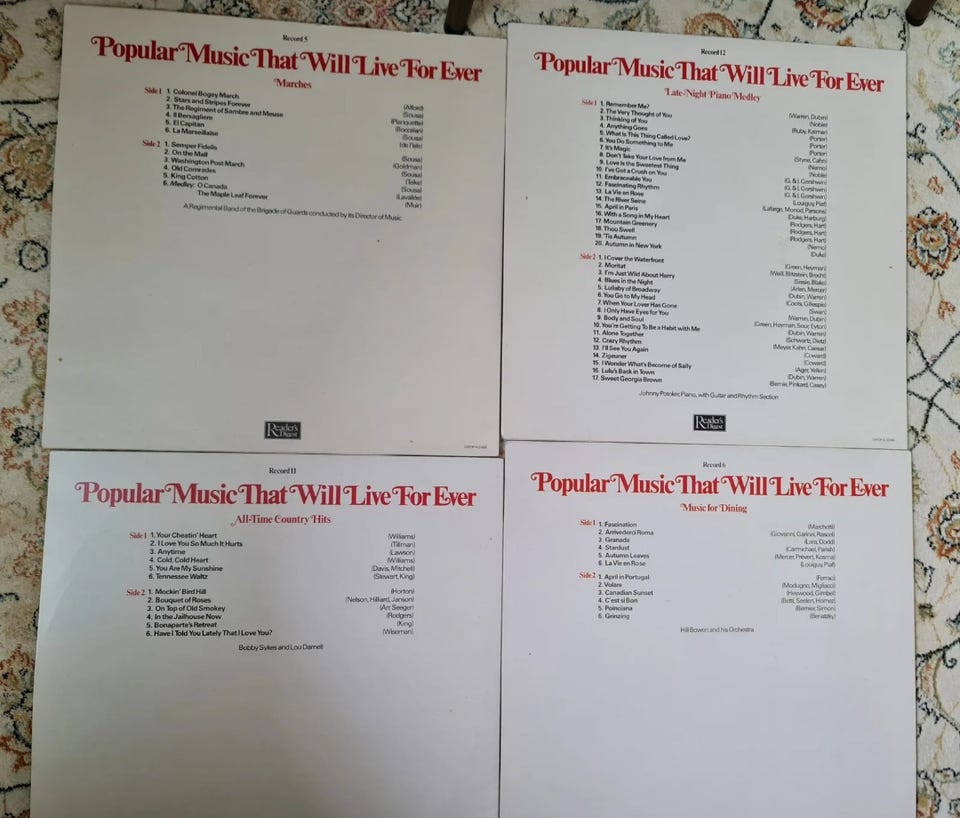 Record 5
Popular Music That Will Live For Ever
Marches
Side 1 1. Colonel Bogey March (Alford)
2. Stars and Stripes Forever (Sousa)
3. The Regiment of Sambre and Meuse (Planquette)
4. Il Bersagliere (Boccalari)
5. El Capitan (Sousa)
6. La Marseillaise (de l'Isle)
Side 2 1. Semper Fidelis (Sousa)
2. On the Mall (Goldman)
3. Washington Post March (Sousa)
4. Old Comrades (Teike)
5. King Cotton (Sousa)
6. Medley: O Canada (Lavallée)
The Maple Leaf Forever (Muir)
A Regimental Band of the Brigade of Guards conducted by its Director of Music
Reader's Digest
Record 12
Popular Music That Will Live For Ever
Late-Night Piano Medley
Side 1 1. Remember Me? (Warren, Dubin)
2. The Very Thought of You (Noble)
3. Thinking of You (Ruby, Kalmar)
4. Anything Goes (Porter)
5. What Is This Thing Called Love? (Porter)
6. You Do Something to Me (Porter)
7. It's Magic (Styne, Cahn)
8. Don't Take Your Love from Me (Nemo)
9. Love Is the Sweetest Thing (Noble)
10. I've Got a Crush on You (G. & I. Gershwin)
11. Embraceable You (G. & I. Gershwin)
12. Fascinating Rhythm (G. & I. Gershwin)
13. La Vie en Rose (Louiguy, Piaf)
14. The River Seine (Lafarge, Monod, Parsons)
15. April in Paris (Duke, Harburg)
16. With a Song in My Heart (Rodgers, Hart)
17. Mountain Greenery (Rodgers, Hart)
18. Thou Swell (Rodgers, Hart)
19. 'Tis Autumn (Nemo)
20. Autumn in New York (Duke)
Side 2 1. I Cover the Waterfront (Green, Heyman)
2. Moritat (Weill, Blitzstein, Brecht)
3. I'm Just Wild About Harry (Sissle, Blake)
4. Blues in the Night (Arlen, Mercer)
5. Lullaby of Broadway (Dubin, Warren)
6. You Go to My Head (Coots, Gillespie)
7. When Your Lover Has Gone (Swan)
8. I Only Have Eyes for You (Warren, Dubin)
9. Body and Soul (Green, Heyman, Sour, Eyton)
10. You're Getting To Be a Habit with Me (Dubin, Warren)
11. Alone Together (Schwartz, Dietz)
12. Crazy Rhythm (Meyer, Kahn, Caesar)
13. I'll See You Again (Coward)
14. Zigeuner (Coward)
15. I Wonder What's Become of Sally (Ager, Yellen)
16. Lulu's Back in Town (Dubin, Warren)
17. Sweet Georgia Brown (Bernie, Pinkard, Casey)
Johnny Potoker, Piano, with Guitar and Rhythm Section
Reader's Digest
Record 11
Popular Music That Will Live For Ever
All-Time Country Hits
Side 1 1. Your Cheatin' Heart (Williams)
2. I Love You So Much It Hurts (Tillman)
3. Anytime (Lawson)
4. Cold, Cold Heart (Williams)
5. You Are My Sunshine (Davis, Mitchell)
6. Tennessee Waltz (Stewart, King)
Side 2 1. Mockin' Bird Hill (Horton)
2. Bouquet of Roses (Nelson, Hilliard, Janson)
3. On Top of Old Smokey (Arr. Seeger)
4. In the Jailhouse Now (Rodgers)
5. Bonaparte's Retreat (King)
6. Have I Told You Lately That I Love You? (Wiseman)
Bobby Sykes and Lou Darnell
Record 6
Popular Music That Will Live For Ever
Music for Dining
Side 1 1. Fascination (Marchetti)
2. Arrivederci Roma (Giovanni, Garinei, Rascel)
3. Granada (Lara, Dodd)
4. Stardust (Carmichael, Parish)
5. Autumn Leaves (Mercer, Prévert, Kosma)
6. La Vie en Rose (Louiguy, Piaf)
Side 2 1. April in Portugal (Ferrao)
2. Volare (Modugno, Migliacci)
3. Canadian Sunset (Heywood, Gimbel)
4. C'est si Bon (Betti, Seelen, Hornez)
5. Poinciana (Bernier, Simon)
6. Grinzing (Benatzky)
Hill Bowen and his Orchestra